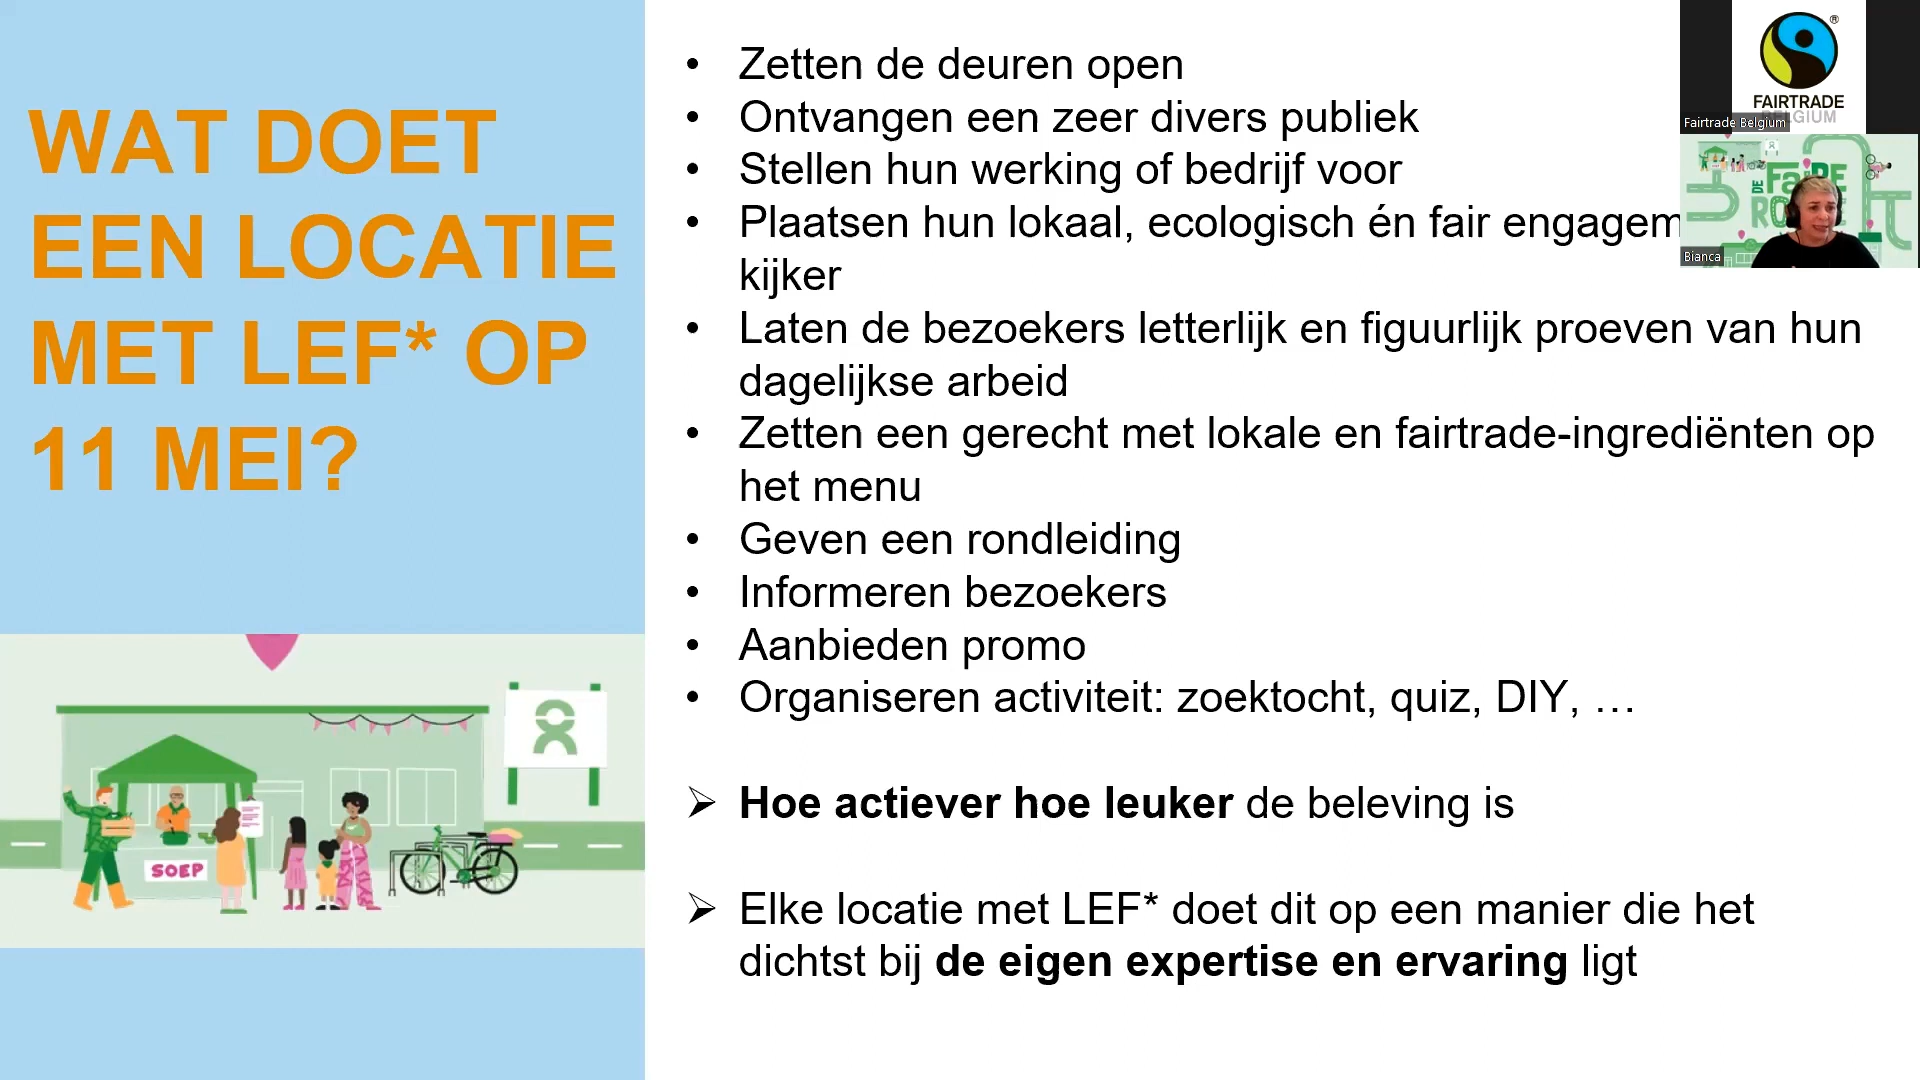 WAT DOET
EEN LOCATIE
MET LEF* OP
11 MEI?
SOEP
• Zetten de deuren open
• Ontvangen een zeer divers publiek
• Stellen hun werking of bedrijf voor
• Plaatsen hun lokaal, ecologisch én fair engagem
kijker
• Laten de bezoekers letterlijk en figuurlijk proeven van hun
dagelijkse arbeid
• Zetten een gerecht met lokale en fairtrade-ingrediënten op
het menu
• Geven een rondleiding
• Informeren bezoekers
• Aanbieden promo
• Organiseren activiteit: zoektocht, quiz, DIY, …
➢ Hoe actiever hoe leuker de beleving is
➢ Elke locatie met LEF* doet dit op een manier die het
dichtst bij de eigen expertise en ervaring ligt
®
FAIRTRADE
BELGIUM
Fairtrade Belgium
DE FaiRE
Bianca